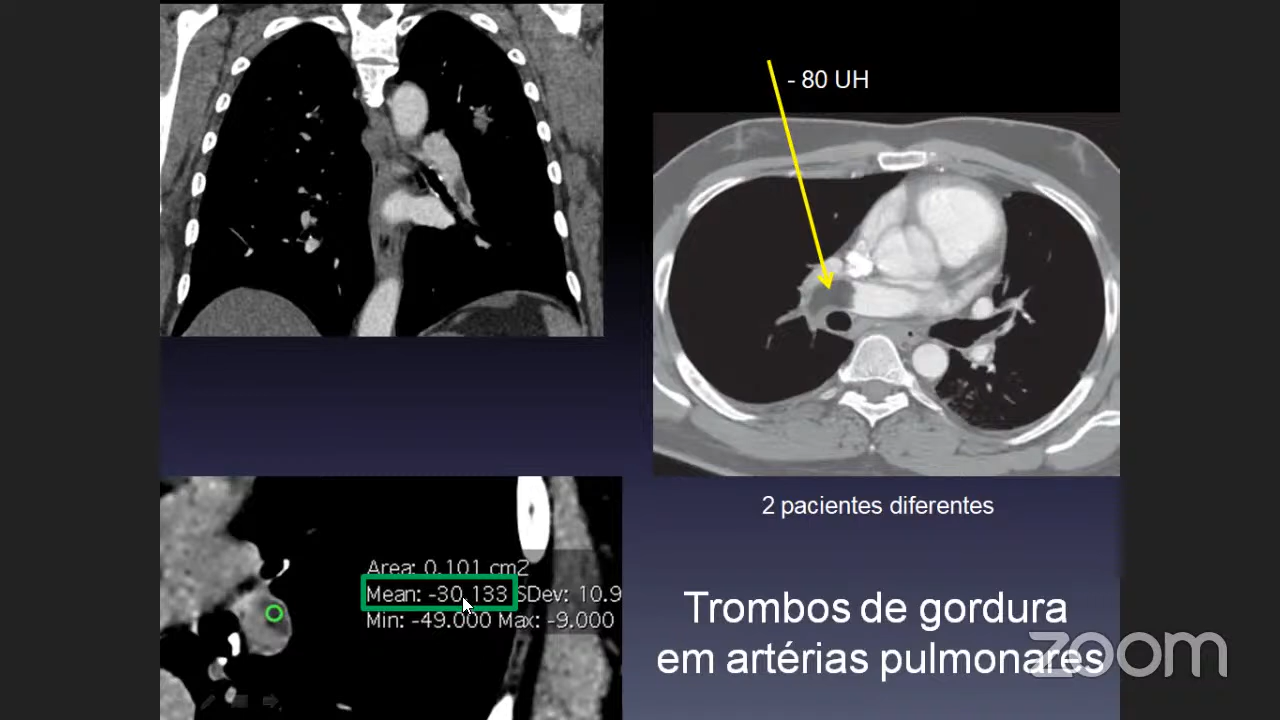 - 80 UH
2 pacientes diferentes
Area: 0.101 cm2
Mean: -30.133 SDev: 10.9
Min: -49.000 Max: -9.000
Trombos de gordura
em artérias pulmonares
zoom